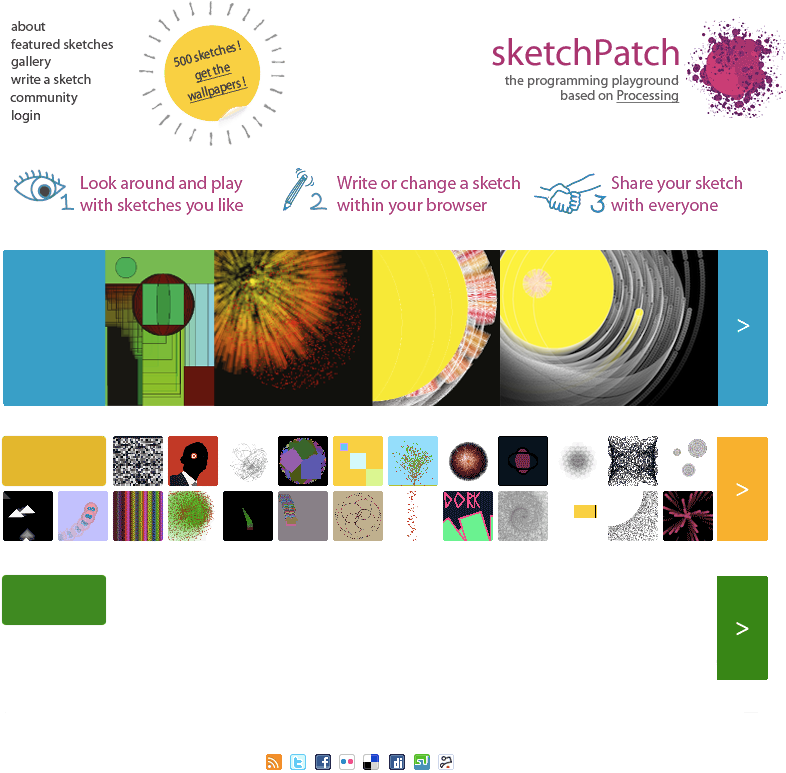 about
featured sketches
gallery
write a sketch
community
login
500 sketches !
get the
wallpapers !
sketchPatch
the programming playground
based on Processing
1 Look around and play
with sketches you like
2 Write or change a sketch
within your browser
3 Share your sketch
with everyone
>
>
DORK
>